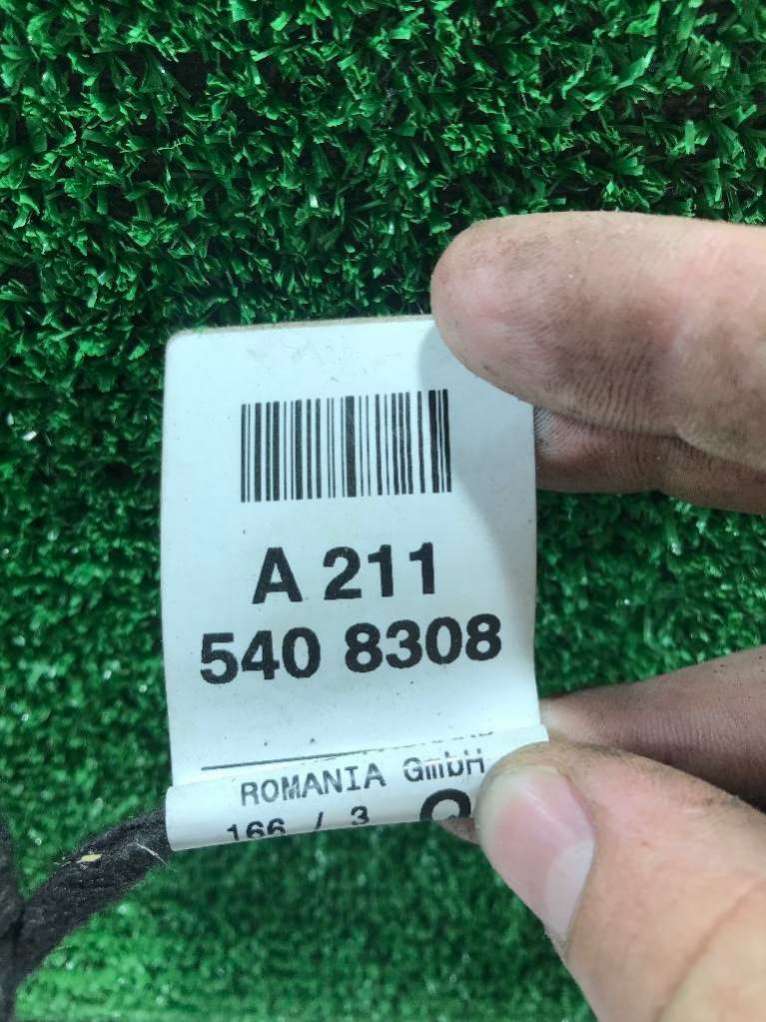 A 211
540 8308
ROMANIA GmbH
166 / 3